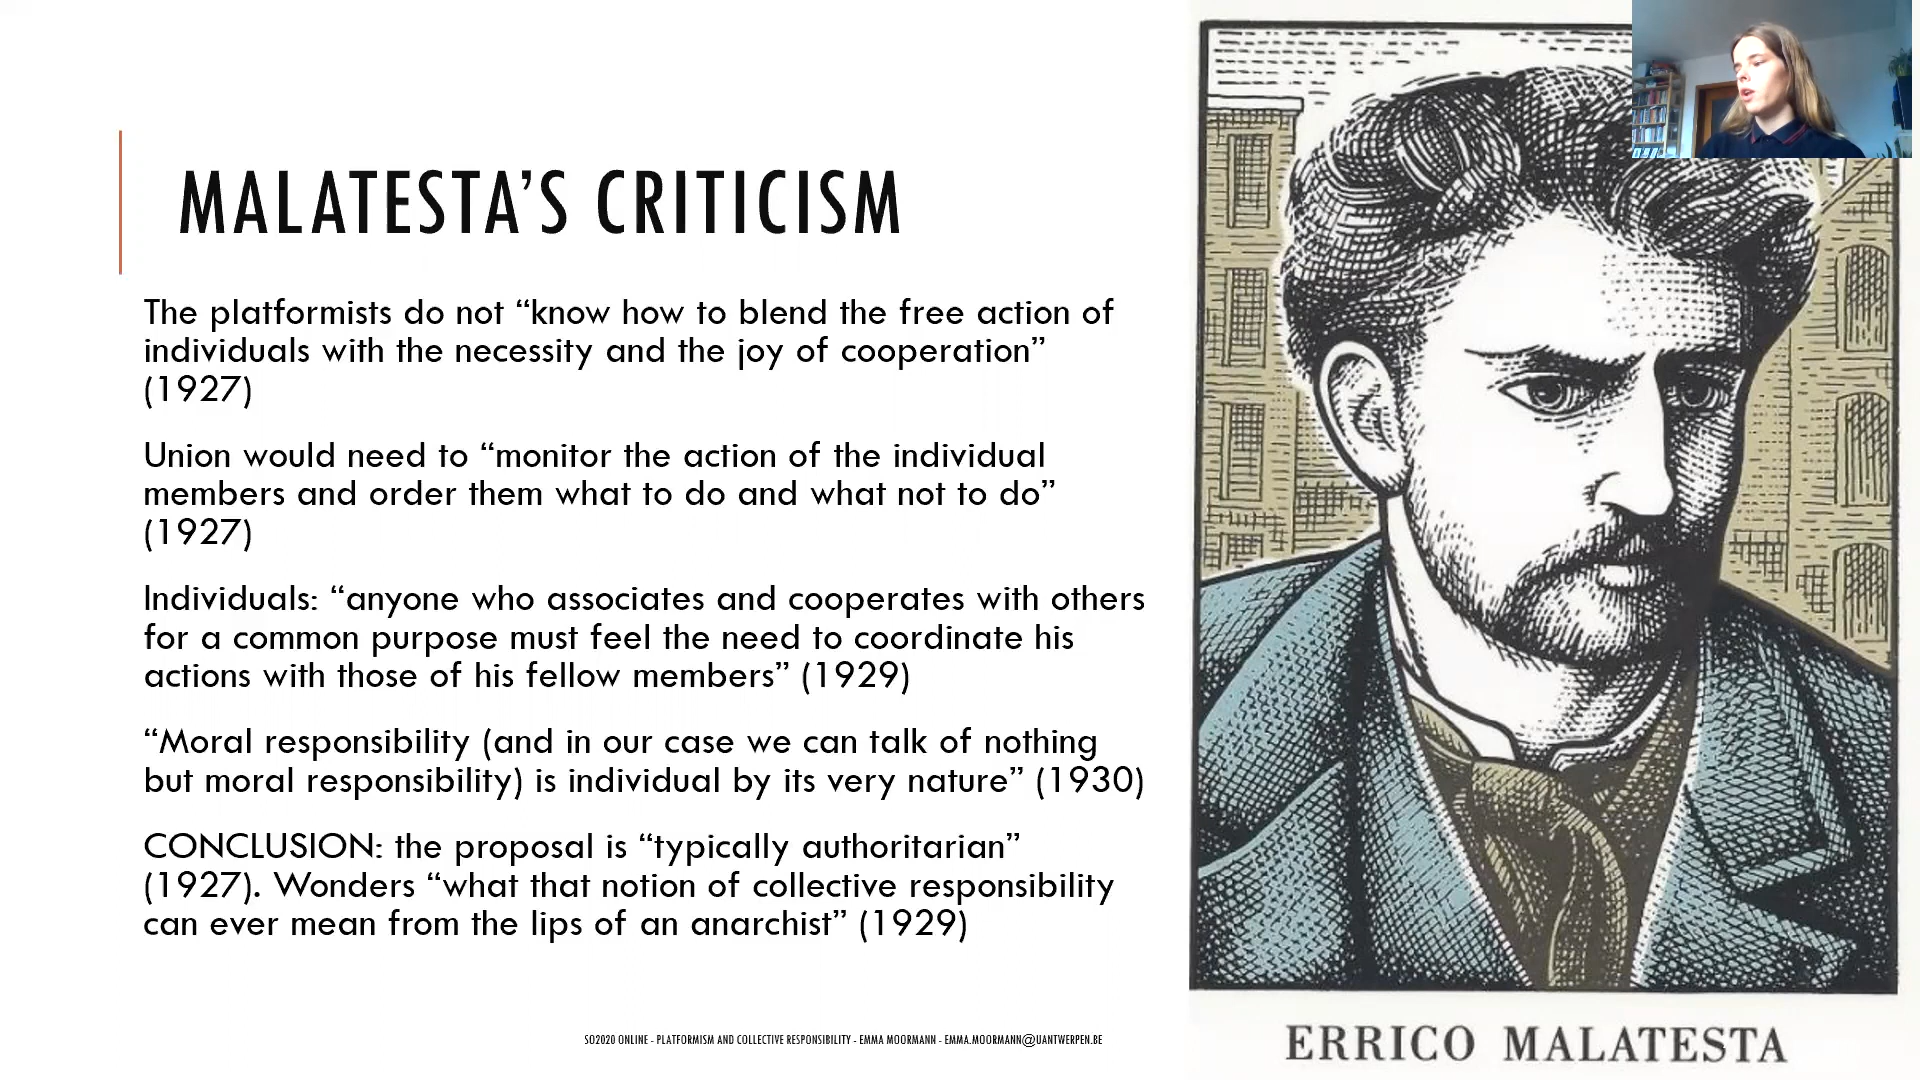 MALATESTA’S CRITICISM
The platformists do not “know how to blend the free action of
individuals with the necessity and the joy of cooperation”
(1927)
Union would need to “monitor the action of the individual
members and order them what to do and what not to do”
(1927)
Individuals: “anyone who associates and cooperates with others
for a common purpose must feel the need to coordinate his
actions with those of his fellow members” (1929)
“Moral responsibility (and in our case we can talk of nothing
but moral responsibility) is individual by its very nature” (1930)
CONCLUSION: the proposal is “typically authoritarian”
(1927). Wonders “what that notion of collective responsibility
can ever mean from the lips of an anarchist” (1929)
SO2020 ONLINE - PLATFORMISM AND COLLECTIVE RESPONSIBILITY - EMMA MOORMANN - EMMA.MOORMANN@UANTWERPEN.BE
ERRICO MALATESTA